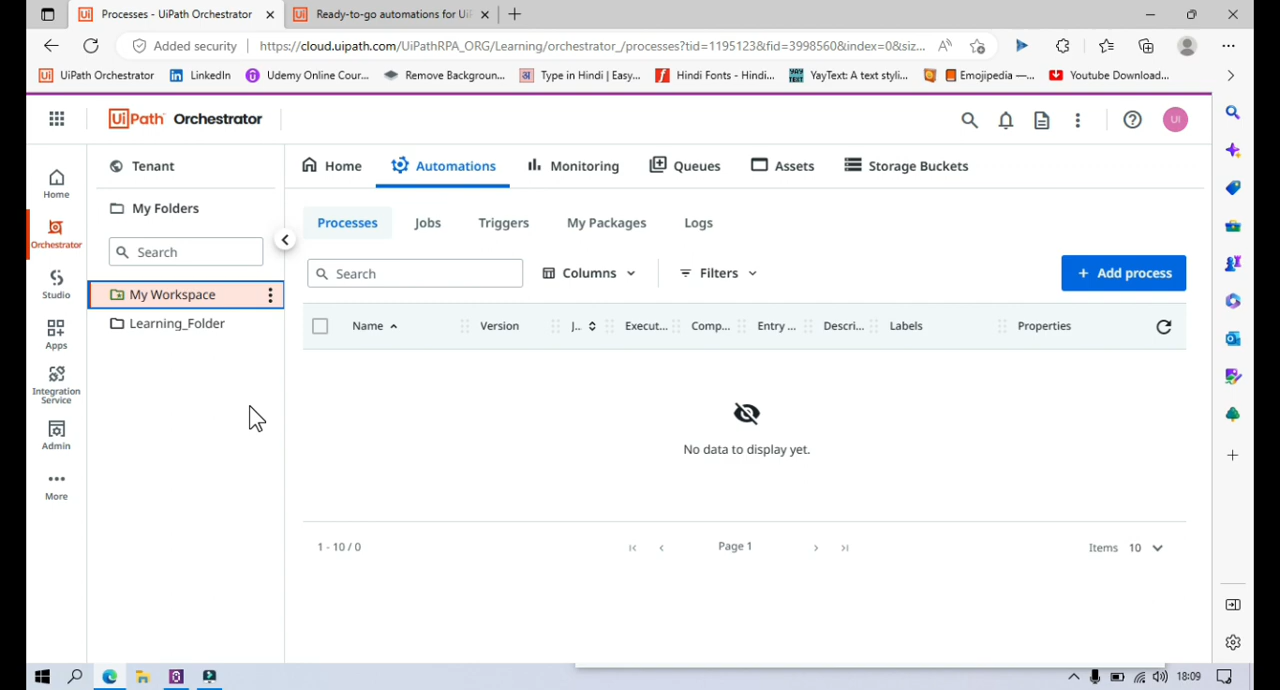 Processes - UiPath Orchestrator
Ready-to-go automations for Ui
Added security
https://cloud.uipath.com/UiPathRPA_ORG/Learning/orchestrator_/processes?tid=1195123&fid=3998560&index=0&siz...
UiPath Orchestrator
LinkedIn
Udemy Online Cour...
Remove Backgroun...
Type in Hindi | Easy...
Hindi Fonts - Hindi...
YayText: A text styli...
Emojipedia —...
Youtube Download...
UiPath Orchestrator
UI
Home
Orchestrator
Studio
Apps
Integration
Service
Admin
More
Tenant
My Folders
Search
My Workspace
Learning_Folder
Home
Automations
Monitoring
Queues
Assets
Storage Buckets
Processes
Jobs
Triggers
My Packages
Logs
Search
Columns
Filters
+ Add process
Name
Version
J..
Execut...
Comp...
Entry ...
Descri...
Labels
Properties
No data to display yet.
1 - 10 / 0
Page 1
Items 10
18:09